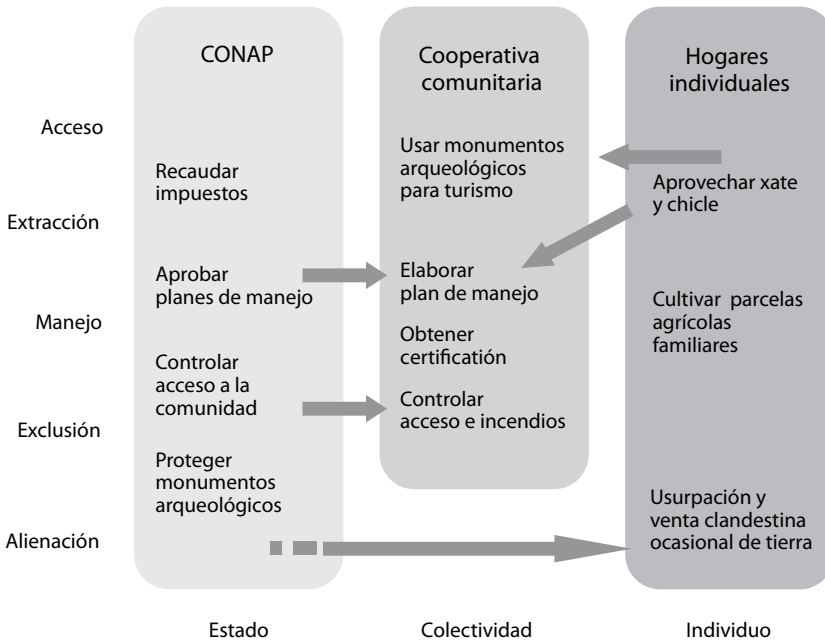 CONAP
Cooperativa
comunitaria
Hogares
individuales
Acceso
Extracción
Manejo
Exclusión
Alienación
Recaudar
impuestos
Aprobar
planes de manejo
Controlar
acceso a la
comunidad
Proteger
monumentos
arqueológicos
Usar monumentos
arqueológicos
para turismo
Elaborar
plan de manejo
Obtener
certificatión
Controlar
acceso e incendios
Aprovechar xate
y chicle
Cultivar parcelas
agrícolas
familiares
Usurpación y
venta clandestina
ocasional de tierra
Estado
Colectividad
Individuo